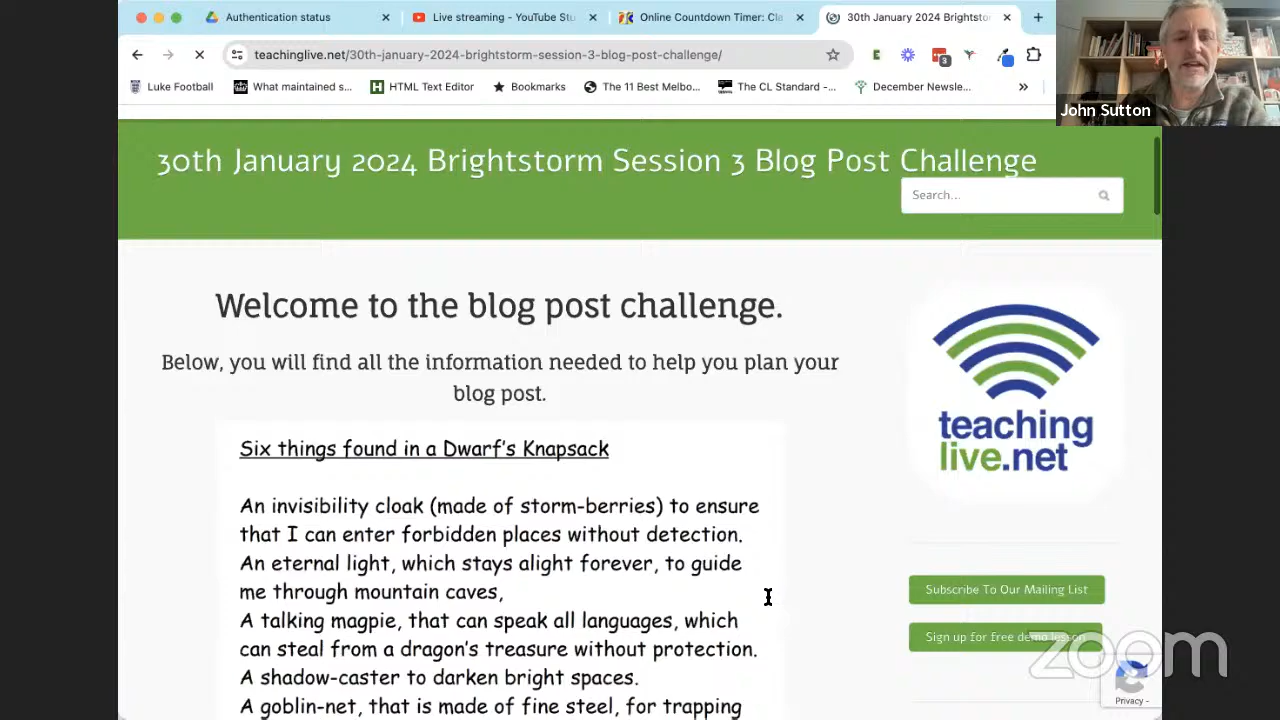 Authentication status
Live streaming - YouTube Stu
Online Countdown Timer: Cla
30th January 2024 Brightsto
teachinglive.net/30th-january-2024-brightstorm-session-3-blog-post-challenge/
3
Luke Football
What maintained s...
HTML Text Editor
Bookmarks
The 11 Best Melbo...
The CL Standard -...
December Newsle...
John Sutton
30th January 2024 Brightstorm Session 3 Blog Post Challenge
Search...
Welcome to the blog post challenge.
Below, you will find all the information needed to help you plan your
blog post.
Six things found in a Dwarf's Knapsack
An invisibility cloak (made of storm-berries) to ensure
that I can enter forbidden places without detection.
An eternal light, which stays alight forever, to guide
me through mountain caves,
A talking magpie, that can speak all languages, which
can steal from a dragon's treasure without protection.
A shadow-caster to darken bright spaces.
A goblin-net, that is made of fine steel, for trapping
teaching
live.net
Subscribe To Our Mailing List
Sign up for free demo lesson
zoom
Privacy -